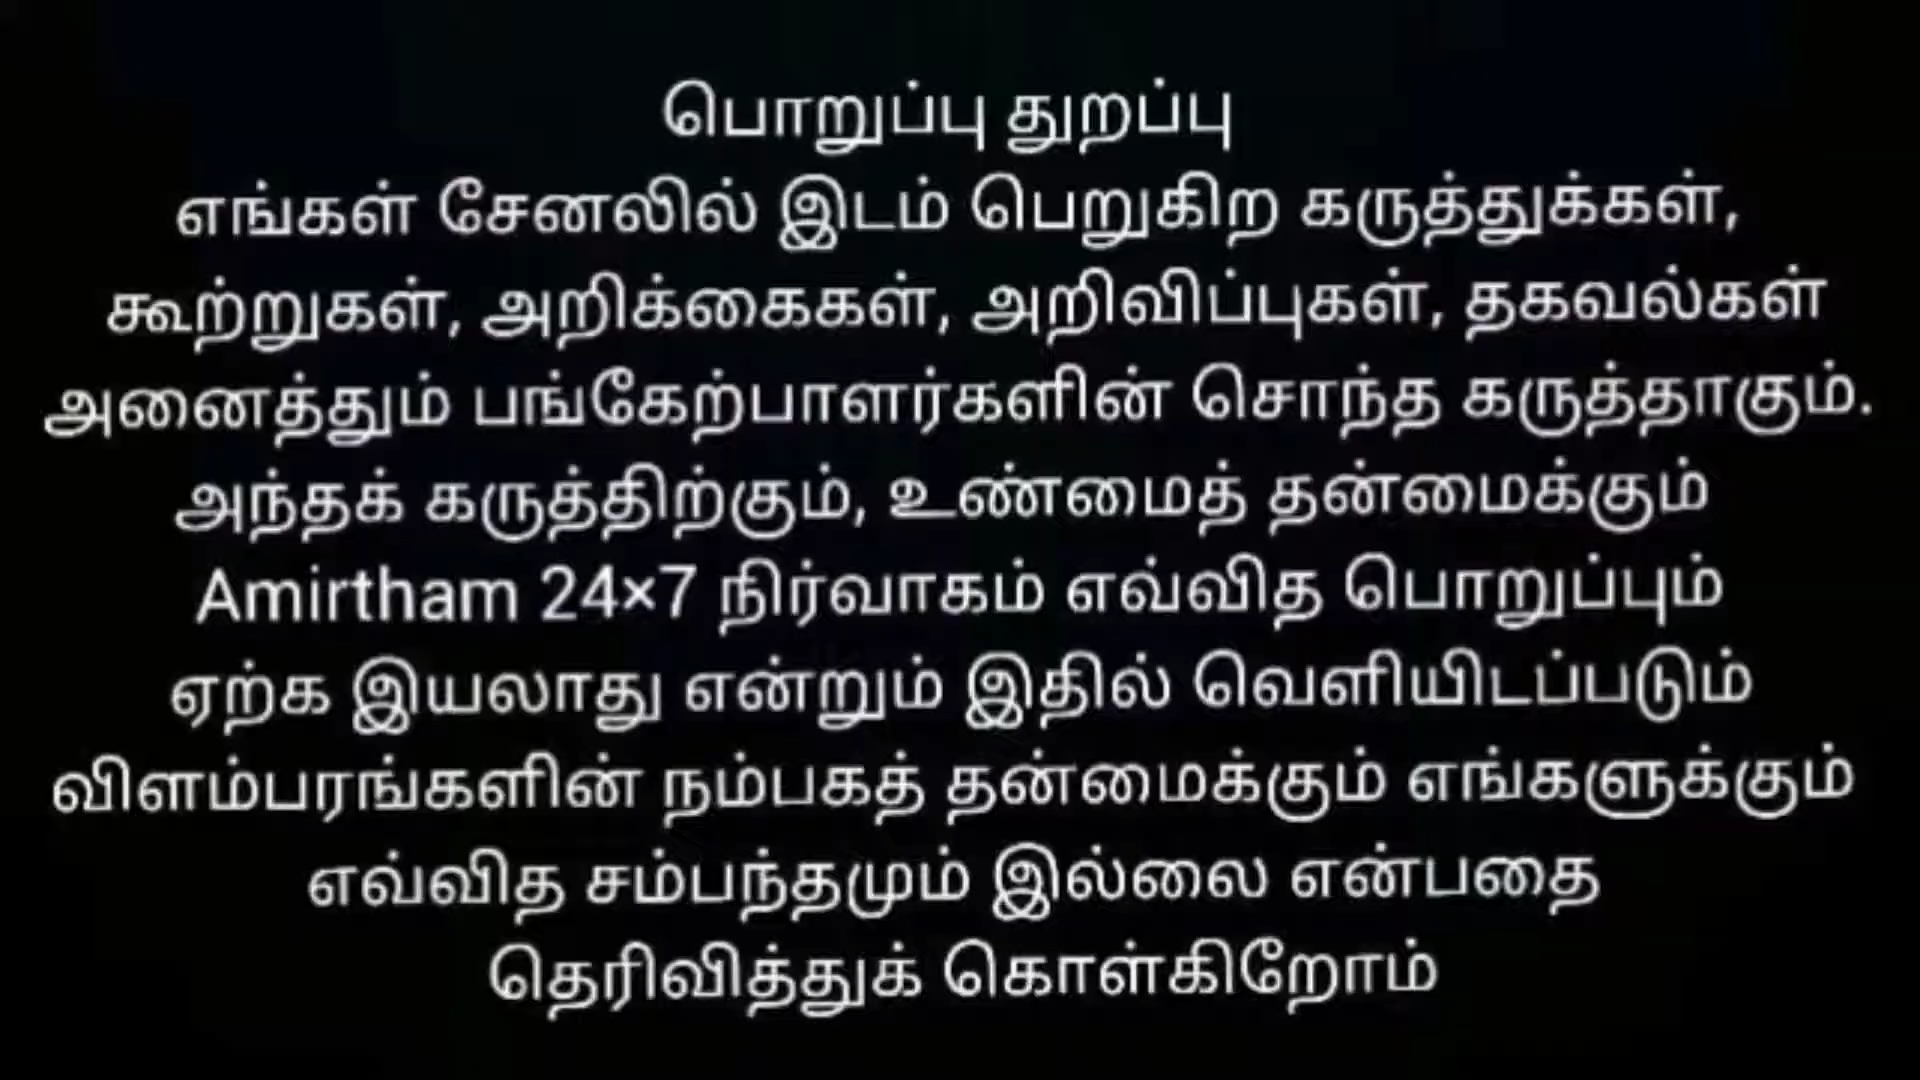 பொறுப்பு துறப்பு
எங்கள் சேனலில் இடம் பெறுகிற கருத்துக்கள்,
கூற்றுகள், அறிக்கைகள், அறிவிப்புகள், தகவல்கள்
அனைத்தும் பங்கேற்பாளர்களின் சொந்த கருத்தாகும்.
அந்தக் கருத்திற்கும், உண்மைத் தன்மைக்கும்
Amirtham 24×7 நிர்வாகம் எவ்வித பொறுப்பும்
ஏற்க இயலாது என்றும் இதில் வெளியிடப்படும்
விளம்பரங்களின் நம்பகத் தன்மைக்கும் எங்களுக்கும்
எவ்வித சம்பந்தமும் இல்லை என்பதை
தெரிவித்துக் கொள்கிறோம்